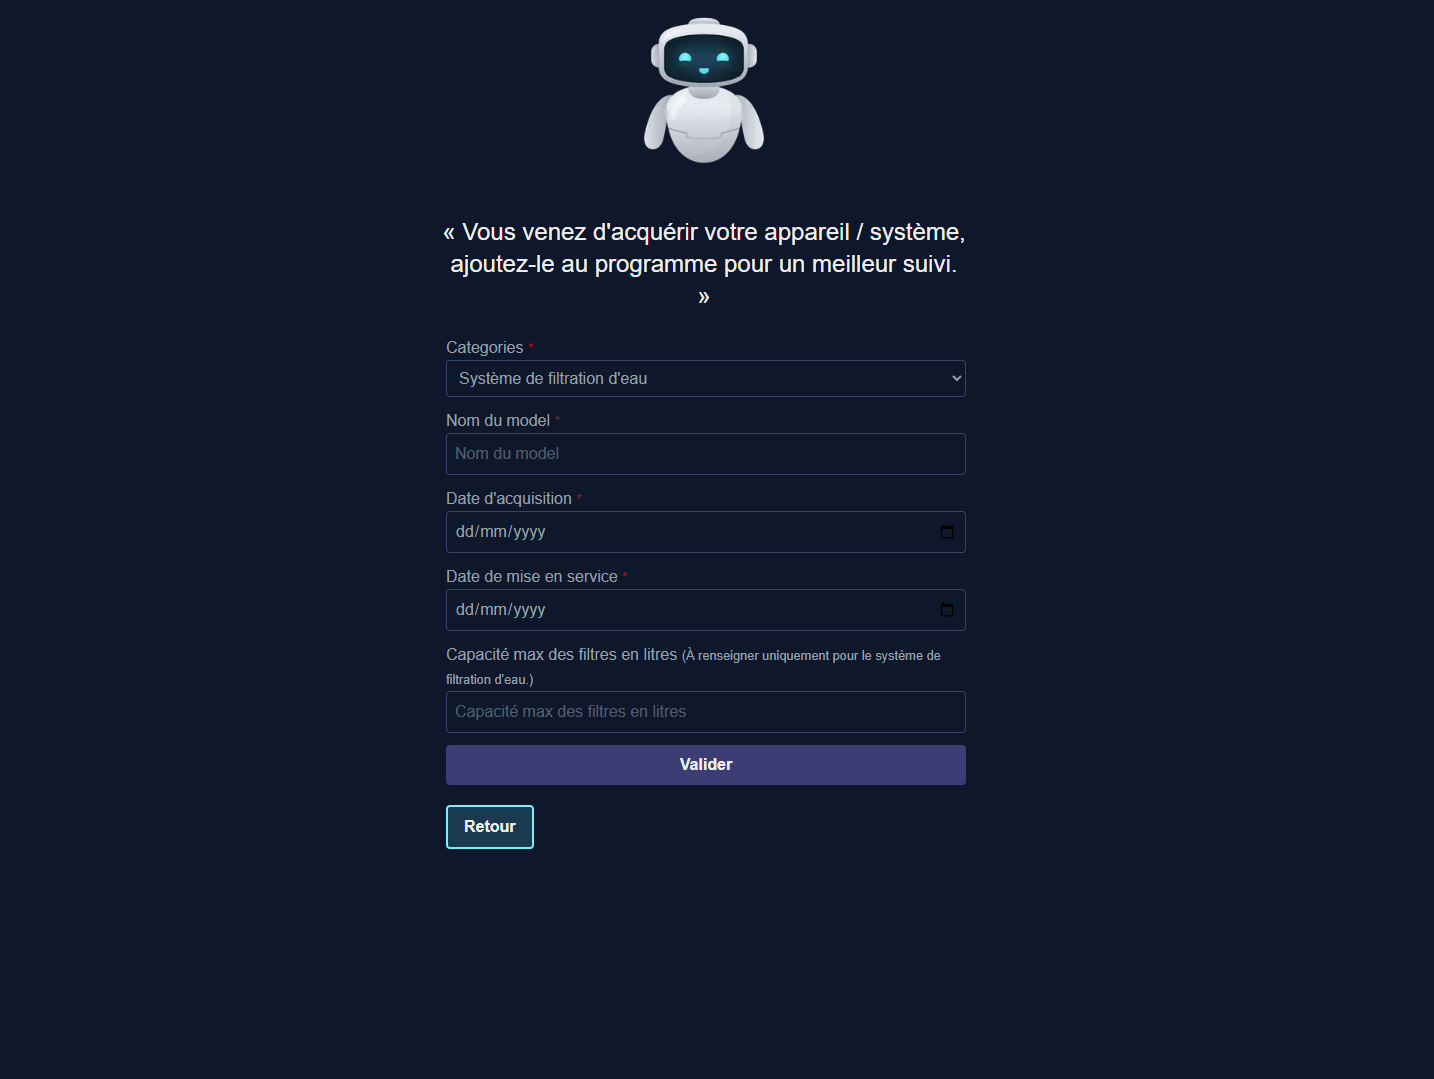 « Vous venez d'acquérir votre appareil / système,
ajoutez-le au programme pour un meilleur suivi.
»
Categories *
Système de filtration d'eau
Nom du model *
Nom du model
Date d'acquisition *
dd/mm/yyyy
Date de mise en service *
dd/mm/yyyy
Capacité max des filtres en litres (À renseigner uniquement pour le système de
filtration d'eau.)
Capacité max des filtres en litres
Valider
Retour